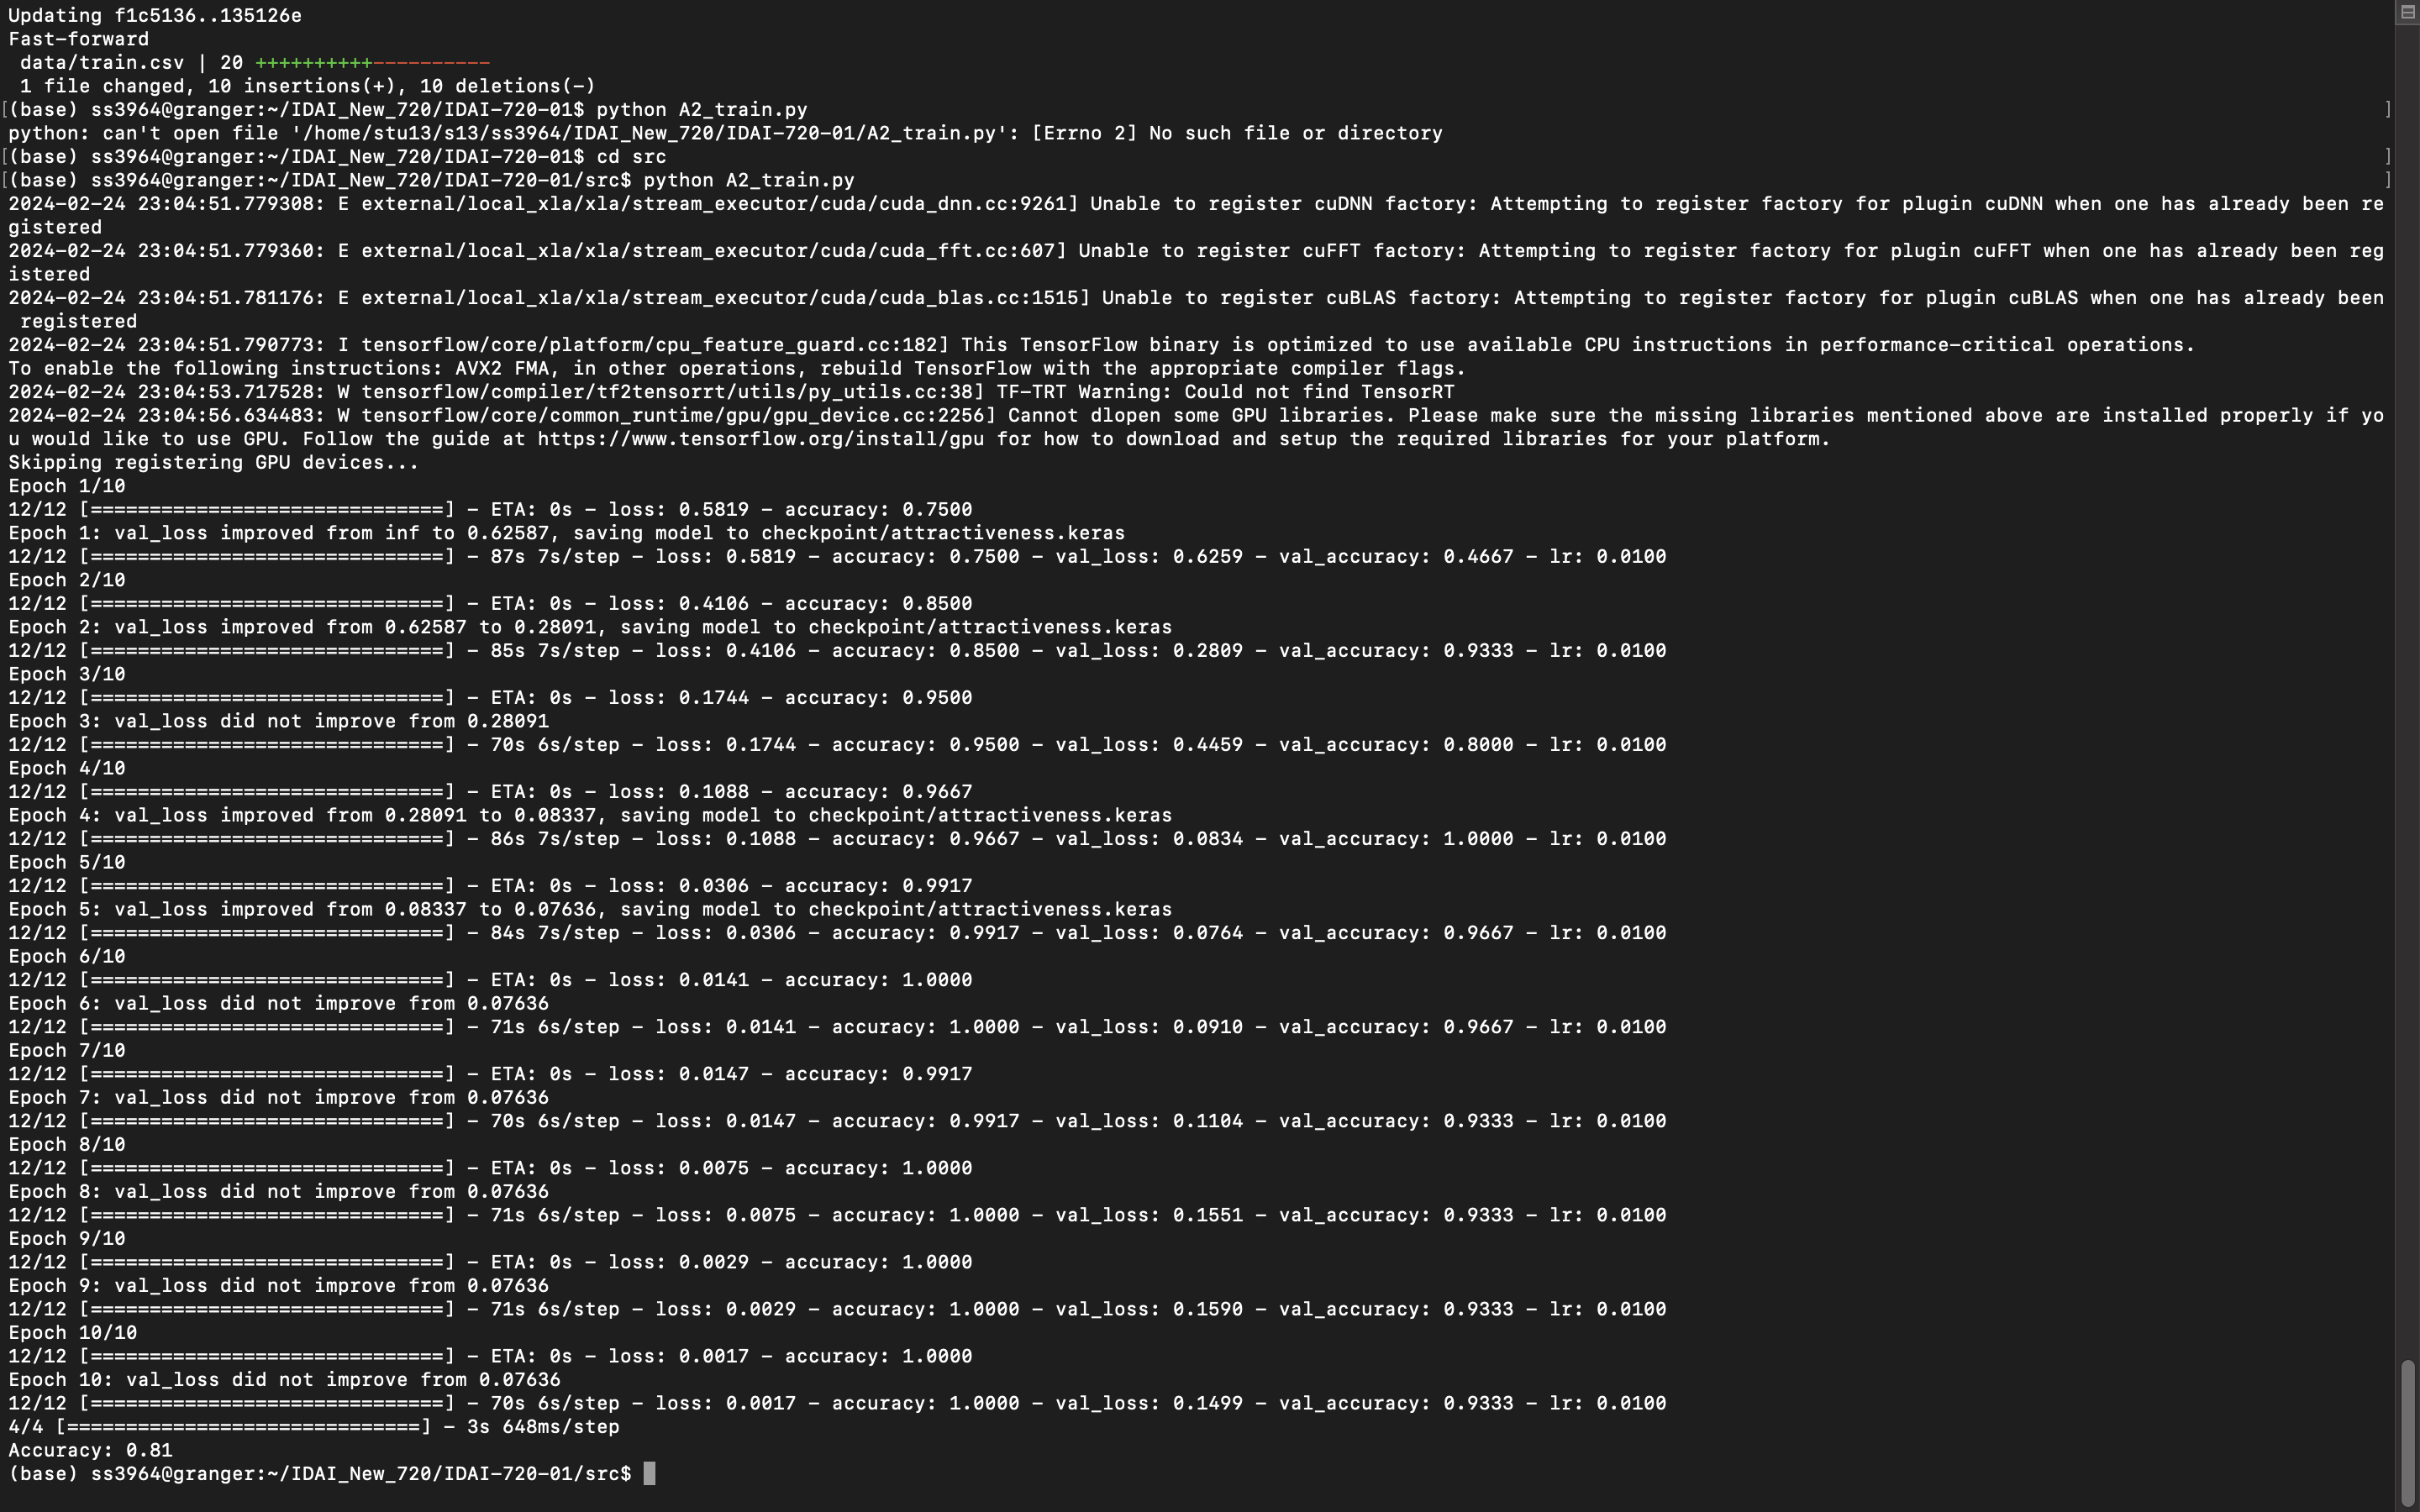 Updating f1c5136..135126e
Fast-forward
 data/train.csv | 20 ++++++++++----------
 1 file changed, 10 insertions(+), 10 deletions(-)
[(base) ss3964@granger:~/IDAI_New_720/IDAI-720-01$ python A2_train.py ]
python: can't open file '/home/stu13/s13/ss3964/IDAI_New_720/IDAI-720-01/A2_train.py': [Errno 2] No such file or directory
[(base) ss3964@granger:~/IDAI_New_720/IDAI-720-01$ cd src ]
[(base) ss3964@granger:~/IDAI_New_720/IDAI-720-01/src$ python A2_train.py ]
2024-02-24 23:04:51.779308: E external/local_xla/xla/stream_executor/cuda/cuda_dnn.cc:9261] Unable to register cuDNN factory: Attempting to register factory for plugin cuDNN when one has already been re
gistered
2024-02-24 23:04:51.779360: E external/local_xla/xla/stream_executor/cuda/cuda_fft.cc:607] Unable to register cuFFT factory: Attempting to register factory for plugin cuFFT when one has already been reg
istered
2024-02-24 23:04:51.781176: E external/local_xla/xla/stream_executor/cuda/cuda_blas.cc:1515] Unable to register cuBLAS factory: Attempting to register factory for plugin cuBLAS when one has already been
 registered
2024-02-24 23:04:51.790773: I tensorflow/core/platform/cpu_feature_guard.cc:182] This TensorFlow binary is optimized to use available CPU instructions in performance-critical operations.
To enable the following instructions: AVX2 FMA, in other operations, rebuild TensorFlow with the appropriate compiler flags.
2024-02-24 23:04:53.717528: W tensorflow/compiler/tf2tensorrt/utils/py_utils.cc:38] TF-TRT Warning: Could not find TensorRT
2024-02-24 23:04:56.634483: W tensorflow/core/common_runtime/gpu/gpu_device.cc:2256] Cannot dlopen some GPU libraries. Please make sure the missing libraries mentioned above are installed properly if yo
u would like to use GPU. Follow the guide at https://www.tensorflow.org/install/gpu for how to download and setup the required libraries for your platform.
Skipping registering GPU devices...
Epoch 1/10
12/12 [==============================] - ETA: 0s - loss: 0.5819 - accuracy: 0.7500
Epoch 1: val_loss improved from inf to 0.62587, saving model to checkpoint/attractiveness.keras
12/12 [==============================] - 87s 7s/step - loss: 0.5819 - accuracy: 0.7500 - val_loss: 0.6259 - val_accuracy: 0.4667 - lr: 0.0100
Epoch 2/10
12/12 [==============================] - ETA: 0s - loss: 0.4106 - accuracy: 0.8500
Epoch 2: val_loss improved from 0.62587 to 0.28091, saving model to checkpoint/attractiveness.keras
12/12 [==============================] - 85s 7s/step - loss: 0.4106 - accuracy: 0.8500 - val_loss: 0.2809 - val_accuracy: 0.9333 - lr: 0.0100
Epoch 3/10
12/12 [==============================] - ETA: 0s - loss: 0.1744 - accuracy: 0.9500
Epoch 3: val_loss did not improve from 0.28091
12/12 [==============================] - 70s 6s/step - loss: 0.1744 - accuracy: 0.9500 - val_loss: 0.4459 - val_accuracy: 0.8000 - lr: 0.0100
Epoch 4/10
12/12 [==============================] - ETA: 0s - loss: 0.1088 - accuracy: 0.9667
Epoch 4: val_loss improved from 0.28091 to 0.08337, saving model to checkpoint/attractiveness.keras
12/12 [==============================] - 86s 7s/step - loss: 0.1088 - accuracy: 0.9667 - val_loss: 0.0834 - val_accuracy: 1.0000 - lr: 0.0100
Epoch 5/10
12/12 [==============================] - ETA: 0s - loss: 0.0306 - accuracy: 0.9917
Epoch 5: val_loss improved from 0.08337 to 0.07636, saving model to checkpoint/attractiveness.keras
12/12 [==============================] - 84s 7s/step - loss: 0.0306 - accuracy: 0.9917 - val_loss: 0.0764 - val_accuracy: 0.9667 - lr: 0.0100
Epoch 6/10
12/12 [==============================] - ETA: 0s - loss: 0.0141 - accuracy: 1.0000
Epoch 6: val_loss did not improve from 0.07636
12/12 [==============================] - 71s 6s/step - loss: 0.0141 - accuracy: 1.0000 - val_loss: 0.0910 - val_accuracy: 0.9667 - lr: 0.0100
Epoch 7/10
12/12 [==============================] - ETA: 0s - loss: 0.0147 - accuracy: 0.9917
Epoch 7: val_loss did not improve from 0.07636
12/12 [==============================] - 70s 6s/step - loss: 0.0147 - accuracy: 0.9917 - val_loss: 0.1104 - val_accuracy: 0.9333 - lr: 0.0100
Epoch 8/10
12/12 [==============================] - ETA: 0s - loss: 0.0075 - accuracy: 1.0000
Epoch 8: val_loss did not improve from 0.07636
12/12 [==============================] - 71s 6s/step - loss: 0.0075 - accuracy: 1.0000 - val_loss: 0.1551 - val_accuracy: 0.9333 - lr: 0.0100
Epoch 9/10
12/12 [==============================] - ETA: 0s - loss: 0.0029 - accuracy: 1.0000
Epoch 9: val_loss did not improve from 0.07636
12/12 [==============================] - 71s 6s/step - loss: 0.0029 - accuracy: 1.0000 - val_loss: 0.1590 - val_accuracy: 0.9333 - lr: 0.0100
Epoch 10/10
12/12 [==============================] - ETA: 0s - loss: 0.0017 - accuracy: 1.0000
Epoch 10: val_loss did not improve from 0.07636
12/12 [==============================] - 70s 6s/step - loss: 0.0017 - accuracy: 1.0000 - val_loss: 0.1499 - val_accuracy: 0.9333 - lr: 0.0100
4/4 [==============================] - 3s 648ms/step
Accuracy: 0.81
(base) ss3964@granger:~/IDAI_New_720/IDAI-720-01/src$